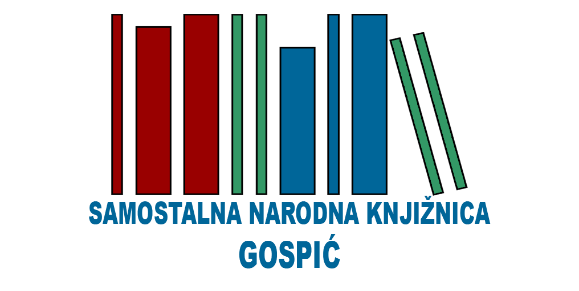 SAMOSTALNA NARODNA KNJIŽNICA
GOSPIĆ